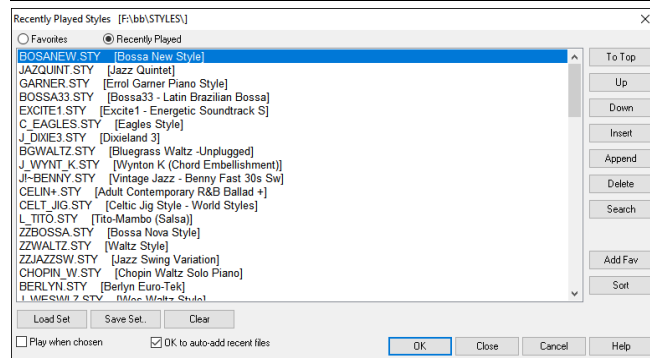 Recently Played Styles [F:\bb\STYLES\]
Favorites Recently Played
BOSANEW.STY [Bossa New Style]
JAZQUINT.STY [Jazz Quintet]
GARNER.STY [Errol Garner Piano Style]
BOSSA33.STY [Bossa33 - Latin Brazilian Bossa]
EXCITE1.STY [Excite1 - Energetic Soundtrack S]
C_EAGLES.STY [Eagles Style]
J_DIXIE3.STY [Dixieland 3]
BGWALTZ.STY [Bluegrass Waltz -Unplugged]
J_WYNT_K.STY [Wynton K (Chord Embellishment)]
J!~BENNY.STY [Vintage Jazz - Benny Fast 30s Sw]
CELIN+.STY [Adult Contemporary R&B Ballad +]
CELT_JIG.STY [Celtic Jig Style - World Styles]
L_TITO.STY [Tito-Mambo (Salsa)]
ZZBOSSA.STY [Bossa Nova Style]
ZZWALTZ.STY [Waltz Style]
ZZJAZZSW.STY [Jazz Swing Variation]
CHOPIN_W.STY [Chopin Waltz Solo Piano]
BERLYN.STY [Berlyn Euro-Tek]
J_WESWLZ.STY [Wes Waltz Style]
To Top
Up
Down
Insert
Append
Delete
Search
Add Fav
Sort
Load Set Save Set.. Clear
Play when chosen OK to auto-add recent files OK Close Cancel Help